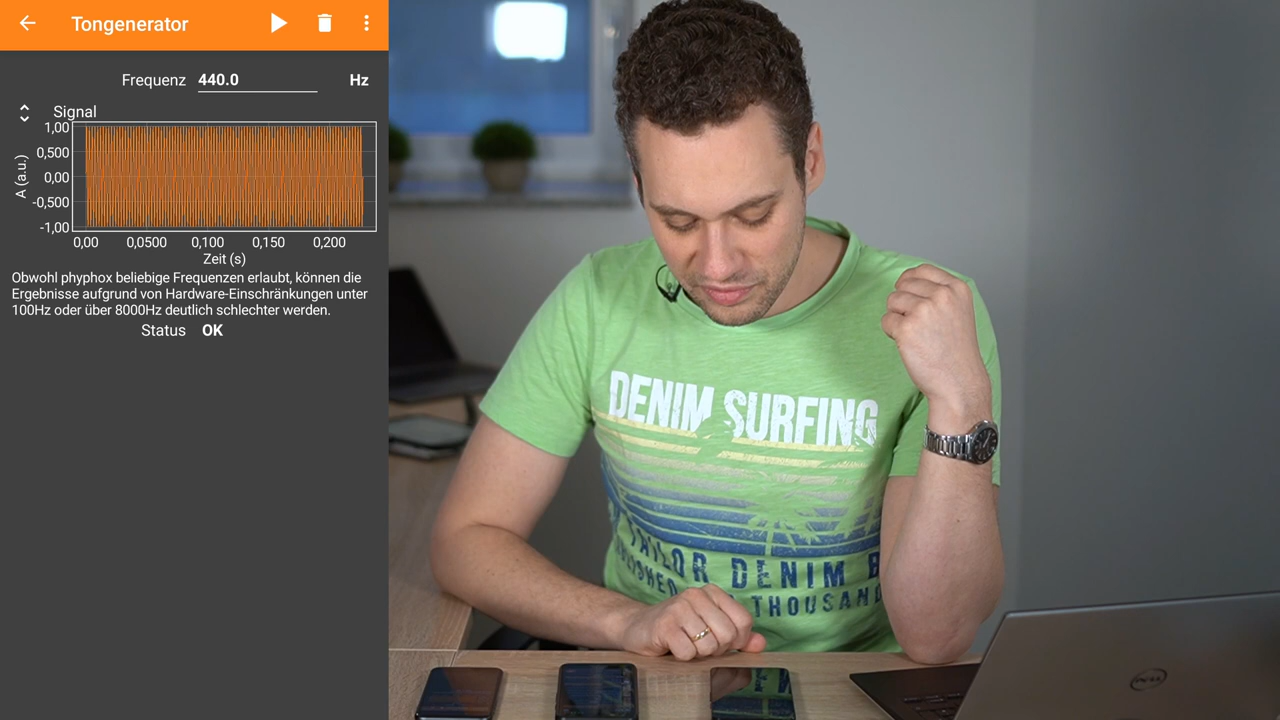 Tongenerator
Frequenz 440.0 Hz
Signal
1,00
0,500
0,00
-0,500
-1,00
A (a.u.)
0,00 0,0500 0,100 0,150 0,200
Zeit (s)
Obwohl phyphox beliebige Frequenzen erlaubt, können die
Ergebnisse aufgrund von Hardware-Einschränkungen unter
100Hz oder über 8000Hz deutlich schlechter werden.
Status OK
DENIM SURFING
TAILOR DENIM
THOUSAND
DELL